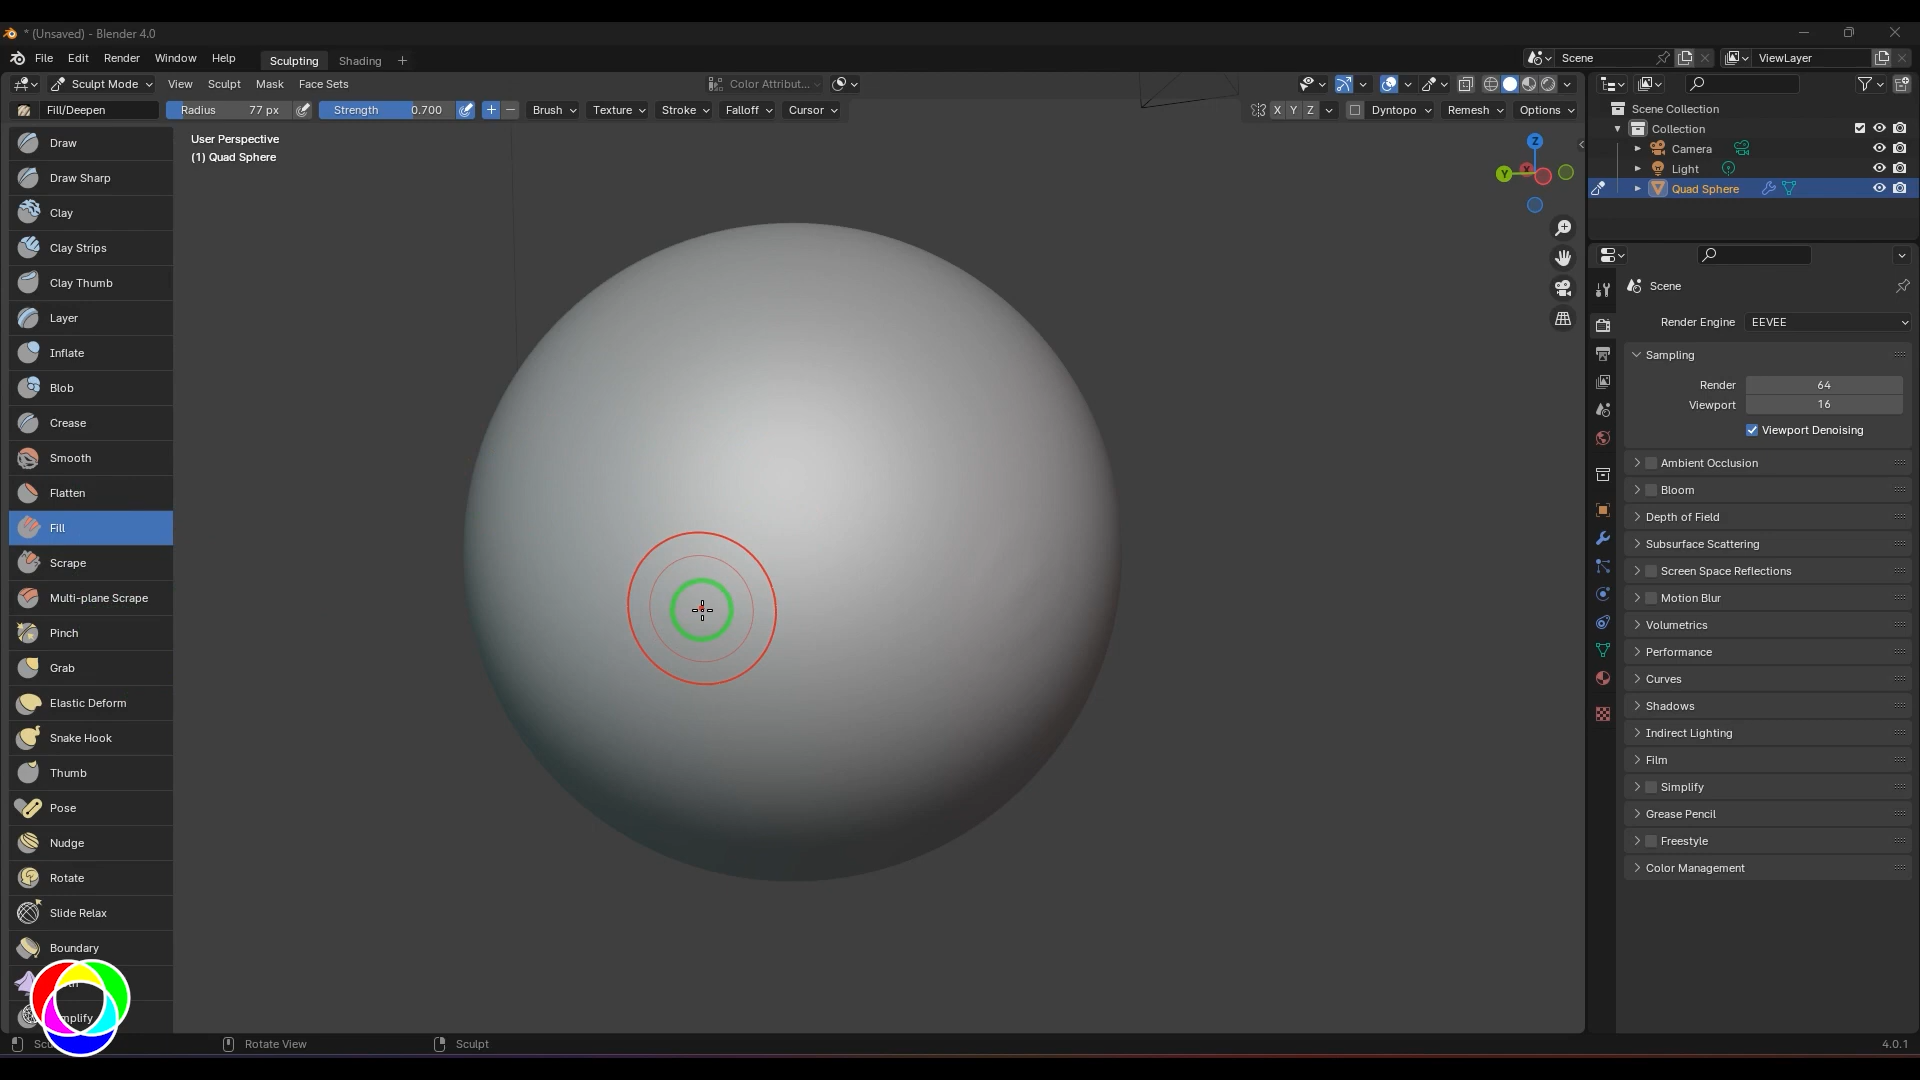 * (Unsaved) - Blender 4.0
File Edit Render Window Help Sculpting Shading + Scene ViewLayer
Sculpt Mode View Sculpt Mask Face Sets Color Attribut...
Fill/Deepen Radius 77 px Strength 0.700 + − Brush Texture Stroke Falloff Cursor X Y Z Dyntopo Remesh Options
User Perspective
(1) Quad Sphere
Z
Y
Draw
Draw Sharp
Clay
Clay Strips
Clay Thumb
Layer
Inflate
Blob
Crease
Smooth
Flatten
Fill
Scrape
Multi-plane Scrape
Pinch
Grab
Elastic Deform
Snake Hook
Thumb
Pose
Nudge
Rotate
Slide Relax
Boundary
Scene Collection
Collection
Camera
Light
Quad Sphere
Scene
Render Engine EEVEE
Sampling
Render 64
Viewport 16
Viewport Denoising
Ambient Occlusion
Bloom
Depth of Field
Subsurface Scattering
Screen Space Reflections
Motion Blur
Volumetrics
Performance
Curves
Shadows
Indirect Lighting
Film
Simplify
Grease Pencil
Freestyle
Color Management
Rotate View Sculpt 4.0.1